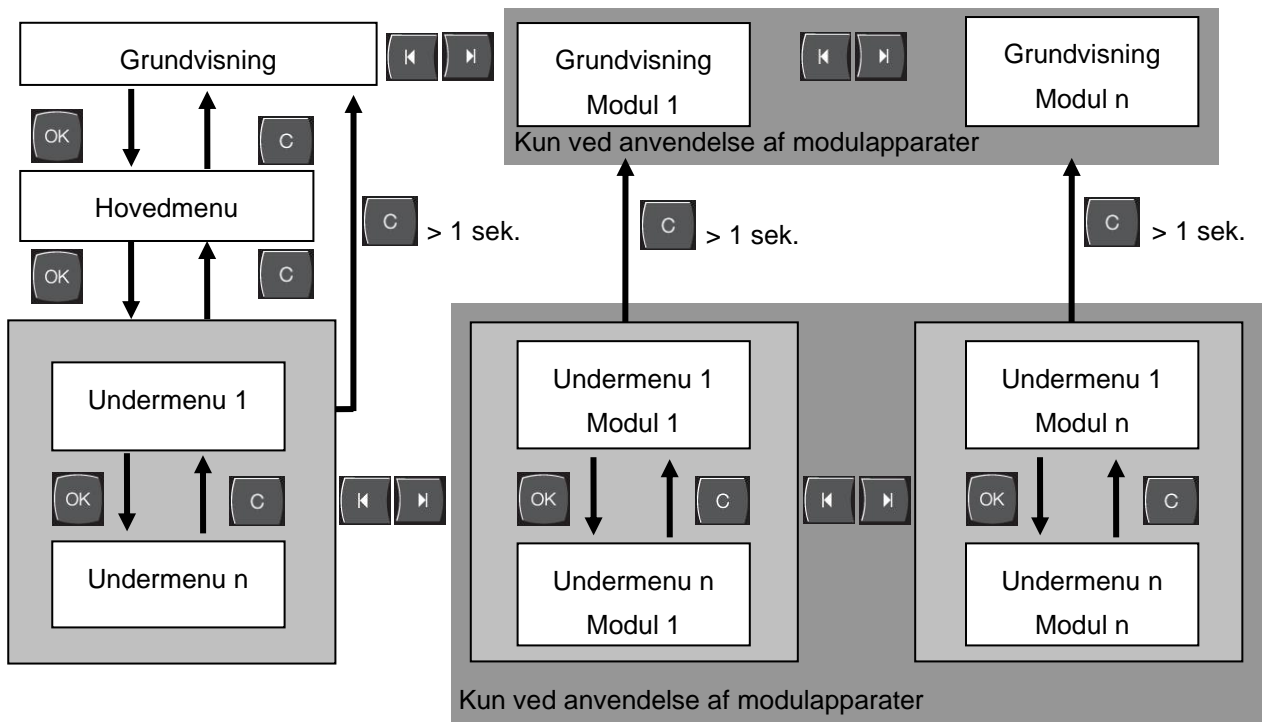 Grundvisning
Grundvisning
Modul 1
Grundvisning
Modul n
Kun ved anvendelse af modulapparater
OK
C
Hovedmenu
C > 1 sek.
C > 1 sek.
C > 1 sek.
OK
C
Undermenu 1
Undermenu 1
Modul 1
Undermenu 1
Modul n
OK
C
OK
C
OK
C
Undermenu n
Undermenu n
Modul 1
Undermenu n
Modul n
Kun ved anvendelse af modulapparater